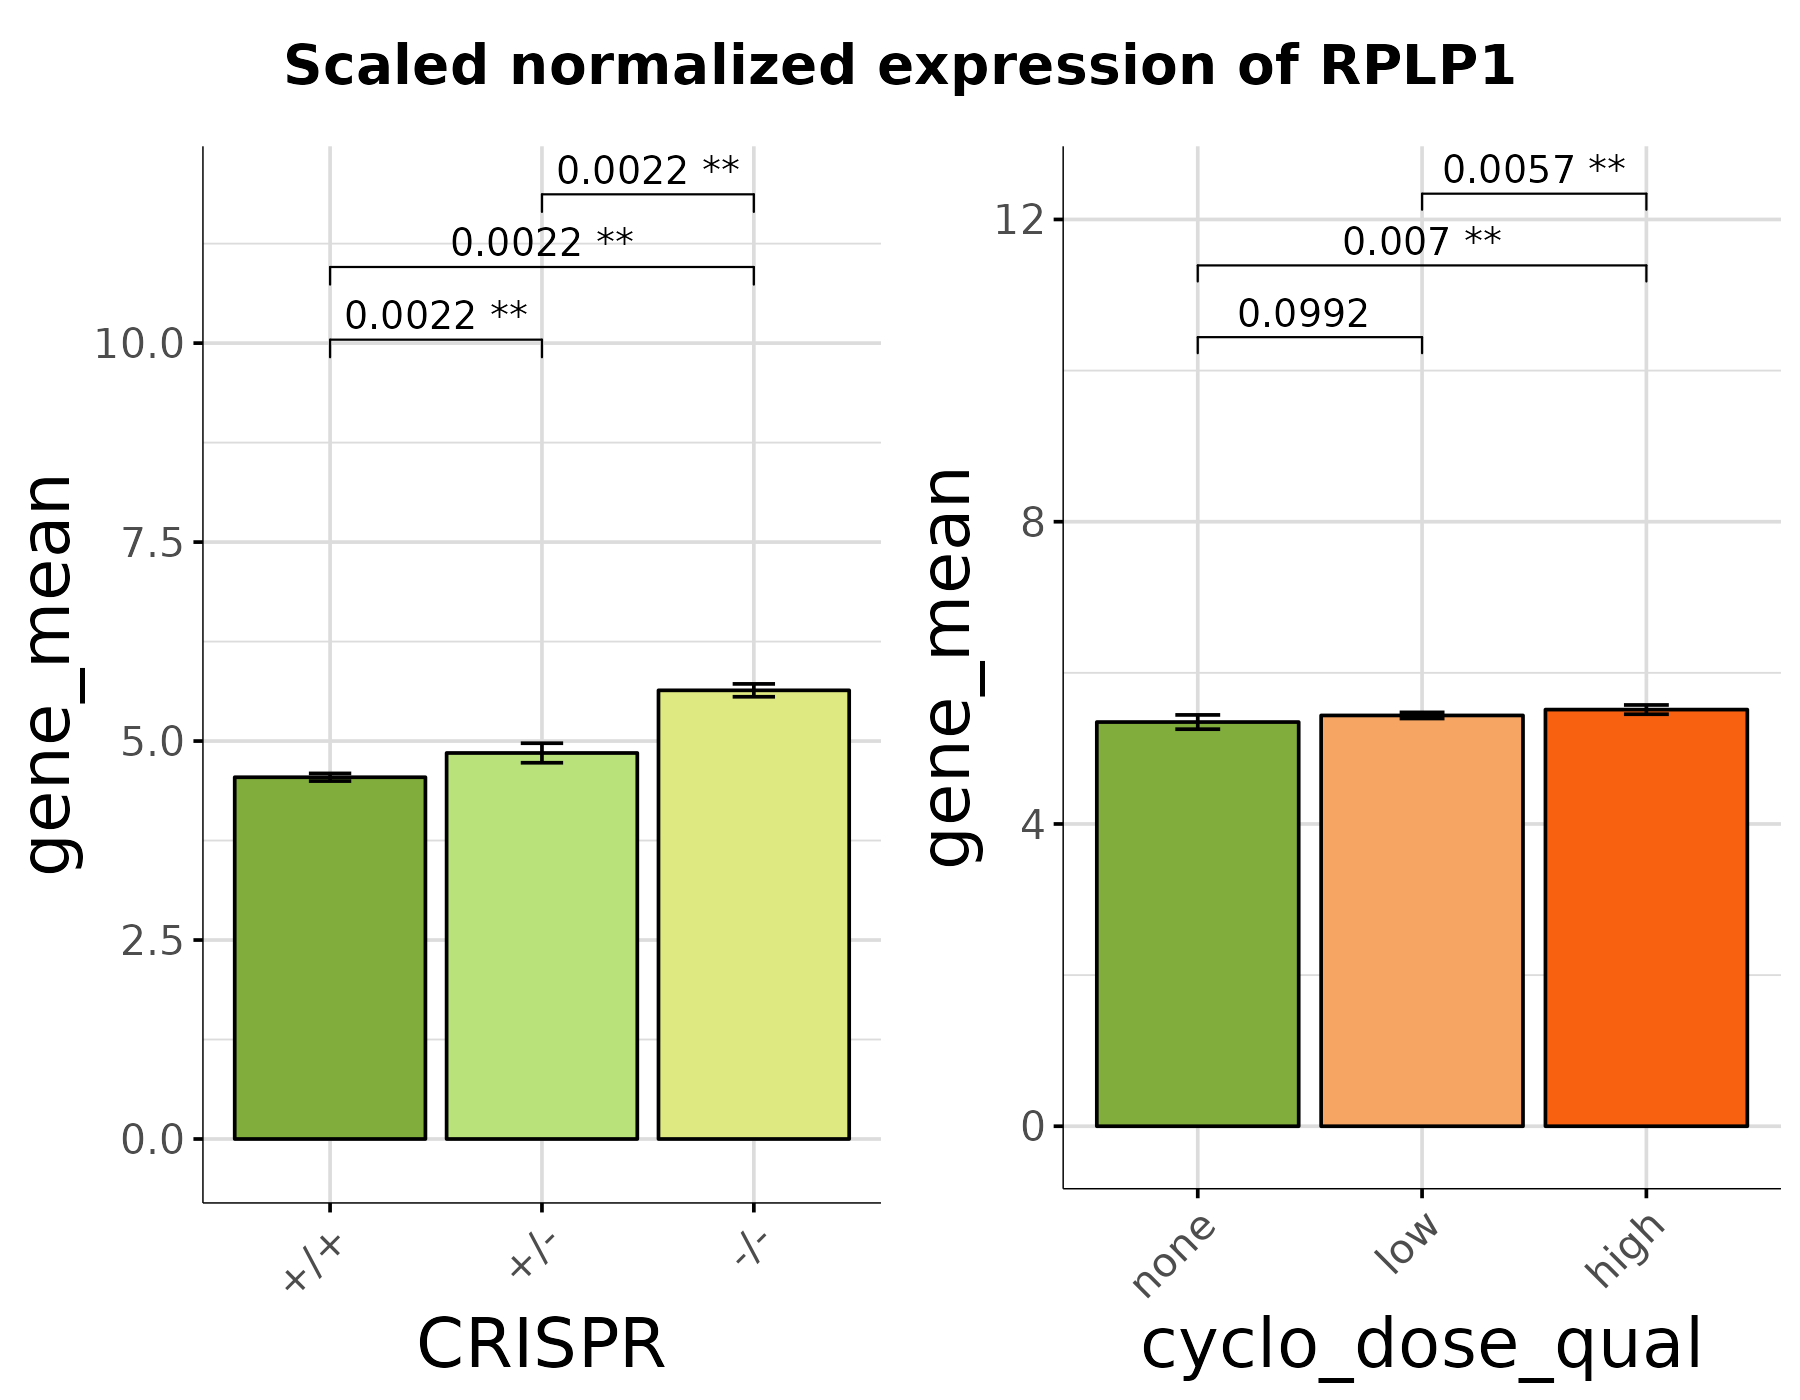 Scaled normalized expression of RPLP1
gene_mean
10.0
7.5
5.0
2.5
0.0
0.0022 **
0.0022 **
0.0022 **
+/+
+/-
-/-
CRISPR
gene_mean
12
8
4
0
0.0057 **
0.007 **
0.0992
none
low
high
cyclo_dose_qual